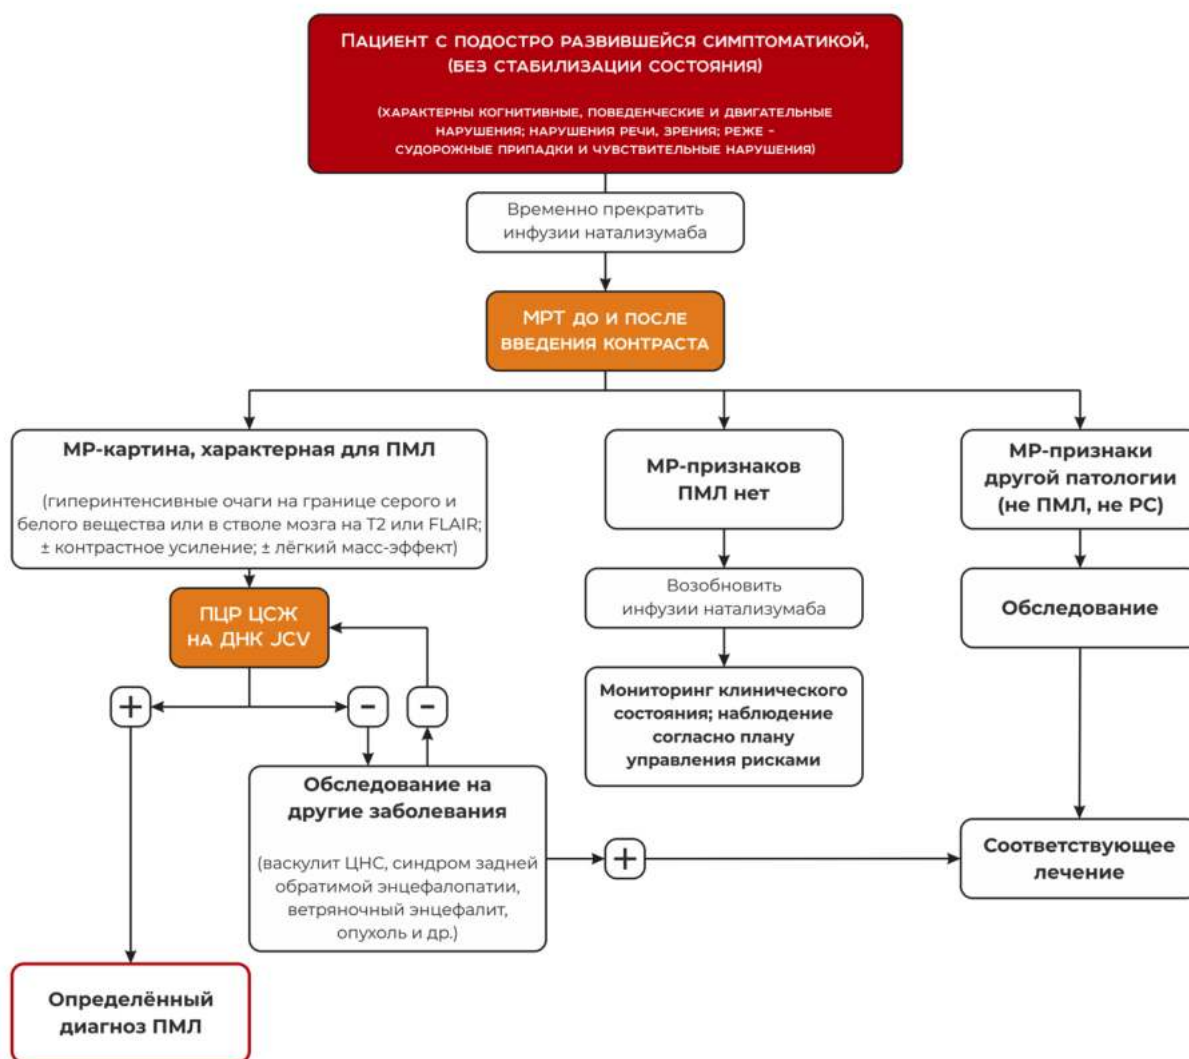 Пациент с подостро развившейся симптоматикой,
(без стабилизации состояния)
(характерны когнитивные, поведенческие и двигательные
нарушения; нарушения речи, зрения; реже –
судорожные припадки и чувствительные нарушения)
Временно прекратить
инфузии натализумаба
МРТ до и после
введения контраста
МР-картина, характерная для ПМЛ
(гиперинтенсивные очаги на границе серого и
белого вещества или в стволе мозга на Т2 или FLAIR;
± контрастное усиление; ± лёгкий масс-эффект)
МР-признаков
ПМЛ нет
МР-признаки
другой патологии
(не ПМЛ, не РС)
ПЦР ЦСЖ
на ДНК JCV
Возобновить
инфузии натализумаба
Обследование
+
-
-
Мониторинг клинического
состояния; наблюдение
согласно плану
управления рисками
Обследование на
другие заболевания
(васкулит ЦНС, синдром задней
обратимой энцефалопатии,
ветряночный энцефалит,
опухоль и др.)
+
Соответствующее
лечение
Определённый
диагноз ПМЛ